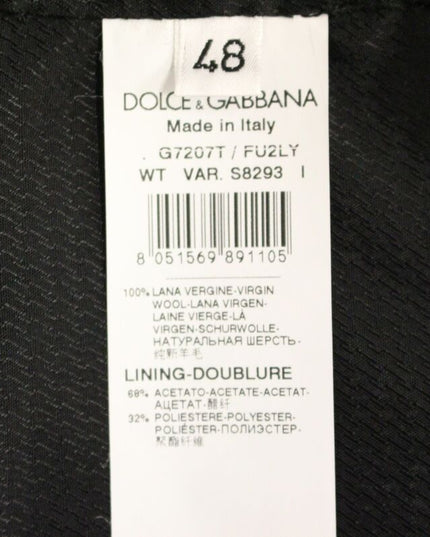 48
DOLCE & GABBANA
Made in Italy
. G7207T / FU2LY
WT VAR. S8293 I
8 051569 891105
100% LANA VERGINE-VIRGIN
WOOL-LANA VIRGEN-
LAINE VIERGE-LÃ
VIRGEN-SCHURWOLLE-
НАТУРАЛЬНАЯ ШЕРСТЬ-
纯新羊毛
LINING-DOUBLURE
68% ACETATO-ACETATE-ACETAT-
АЦЕТАТ-醋纤
32% POLIESTERE-POLYESTER-
POLIÉSTER-ПОЛИЭСТЕР-
聚酯纤维